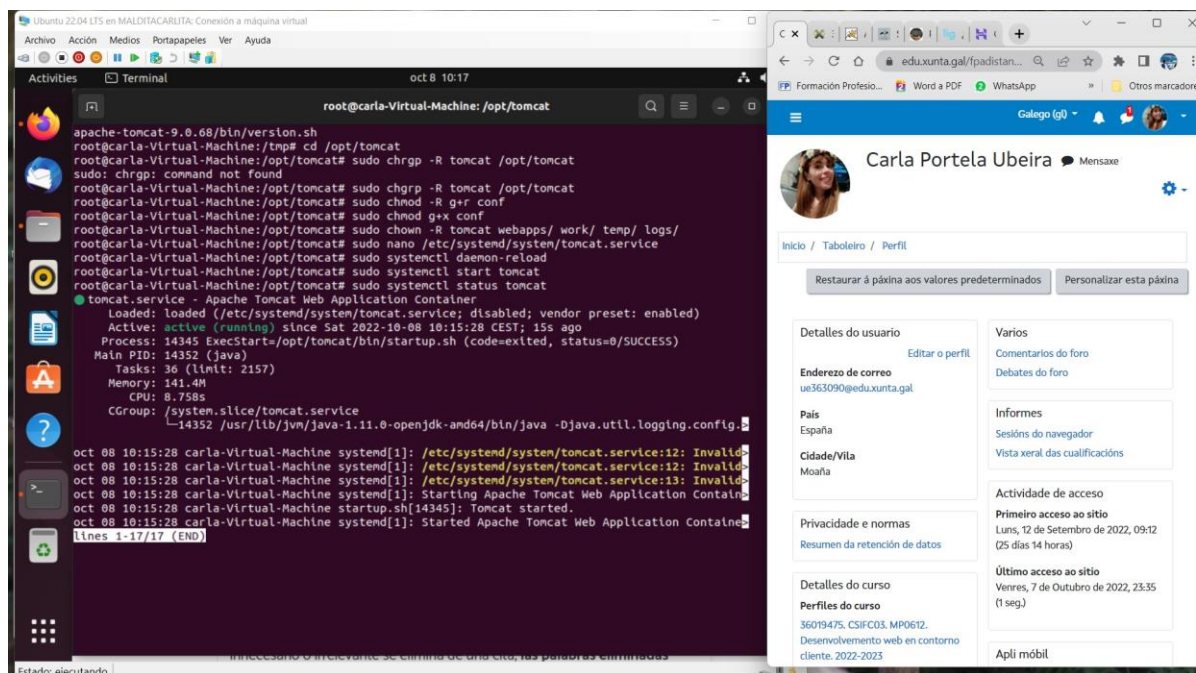 Ubuntu 22.04 LTS en MALDITACARLITA: Conexión a máquina virtual
Archivo Acción Medios Portapapeles Ver Ayuda
Activities Terminal oct 8 10:17
root@carla-Virtual-Machine: /opt/tomcat
apache-tomcat-9.0.68/bin/version.sh
root@carla-Virtual-Machine:/tmp# cd /opt/tomcat
root@carla-Virtual-Machine:/opt/tomcat# sudo chrgp -R tomcat /opt/tomcat
sudo: chrgp: command not found
root@carla-Virtual-Machine:/opt/tomcat# sudo chgrp -R tomcat /opt/tomcat
root@carla-Virtual-Machine:/opt/tomcat# sudo chmod -R g+r conf
root@carla-Virtual-Machine:/opt/tomcat# sudo chmod g+x conf
root@carla-Virtual-Machine:/opt/tomcat# sudo chown -R tomcat webapps/ work/ temp/ logs/
root@carla-Virtual-Machine:/opt/tomcat# sudo nano /etc/systemd/system/tomcat.service
root@carla-Virtual-Machine:/opt/tomcat# sudo systemctl daemon-reload
root@carla-Virtual-Machine:/opt/tomcat# sudo systemctl start tomcat
root@carla-Virtual-Machine:/opt/tomcat# sudo systemctl status tomcat
● tomcat.service - Apache Tomcat Web Application Container
Loaded: loaded (/etc/systemd/system/tomcat.service; disabled; vendor preset: enabled)
Active: active (running) since Sat 2022-10-08 10:15:28 CEST; 15s ago
Process: 14345 ExecStart=/opt/tomcat/bin/startup.sh (code=exited, status=0/SUCCESS)
Main PID: 14352 (java)
Tasks: 36 (limit: 2157)
Memory: 141.4M
CPU: 8.758s
CGroup: /system.slice/tomcat.service
└─14352 /usr/lib/jvm/java-1.11.0-openjdk-amd64/bin/java -Djava.util.logging.config.>
oct 08 10:15:28 carla-Virtual-Machine systemd[1]: /etc/systemd/system/tomcat.service:12: Invalid>
oct 08 10:15:28 carla-Virtual-Machine systemd[1]: /etc/systemd/system/tomcat.service:12: Invalid>
oct 08 10:15:28 carla-Virtual-Machine systemd[1]: /etc/systemd/system/tomcat.service:13: Invalid>
oct 08 10:15:28 carla-Virtual-Machine systemd[1]: Starting Apache Tomcat Web Application Contain>
oct 08 10:15:28 carla-Virtual-Machine startup.sh[14345]: Tomcat started.
oct 08 10:15:28 carla-Virtual-Machine systemd[1]: Started Apache Tomcat Web Application Containe>
lines 1-17/17 (END)
Estado: ejecutando
edu.xunta.gal/fpadistan...
Formación Profesio... Word a PDF WhatsApp » Otros marcadore
Galego (gl)
Carla Portela Ubeira Mensaxe
Inicio / Taboleiro / Perfil
Restaurar á páxina aos valores predeterminados Personalizar esta páxina
Detalles do usuario
Editar o perfil
Enderezo de correo
ue363090@edu.xunta.gal
País
España
Cidade/Vila
Moaña
Privacidade e normas
Resumen da retención de datos
Detalles do curso
Perfiles do curso
36019475. CSIFC03. MP0612.
Desenvolvemento web en contorno
cliente. 2022-2023
Varios
Comentarios do foro
Debates do foro
Informes
Sesións do navegador
Vista xeral das cualificacións
Actividade de acceso
Primeiro acceso ao sitio
Luns, 12 de Setembro de 2022, 09:12
(25 días 14 horas)
Último acceso ao sitio
Venres, 7 de Outubro de 2022, 23:35
(1 seg.)
Apli móbil